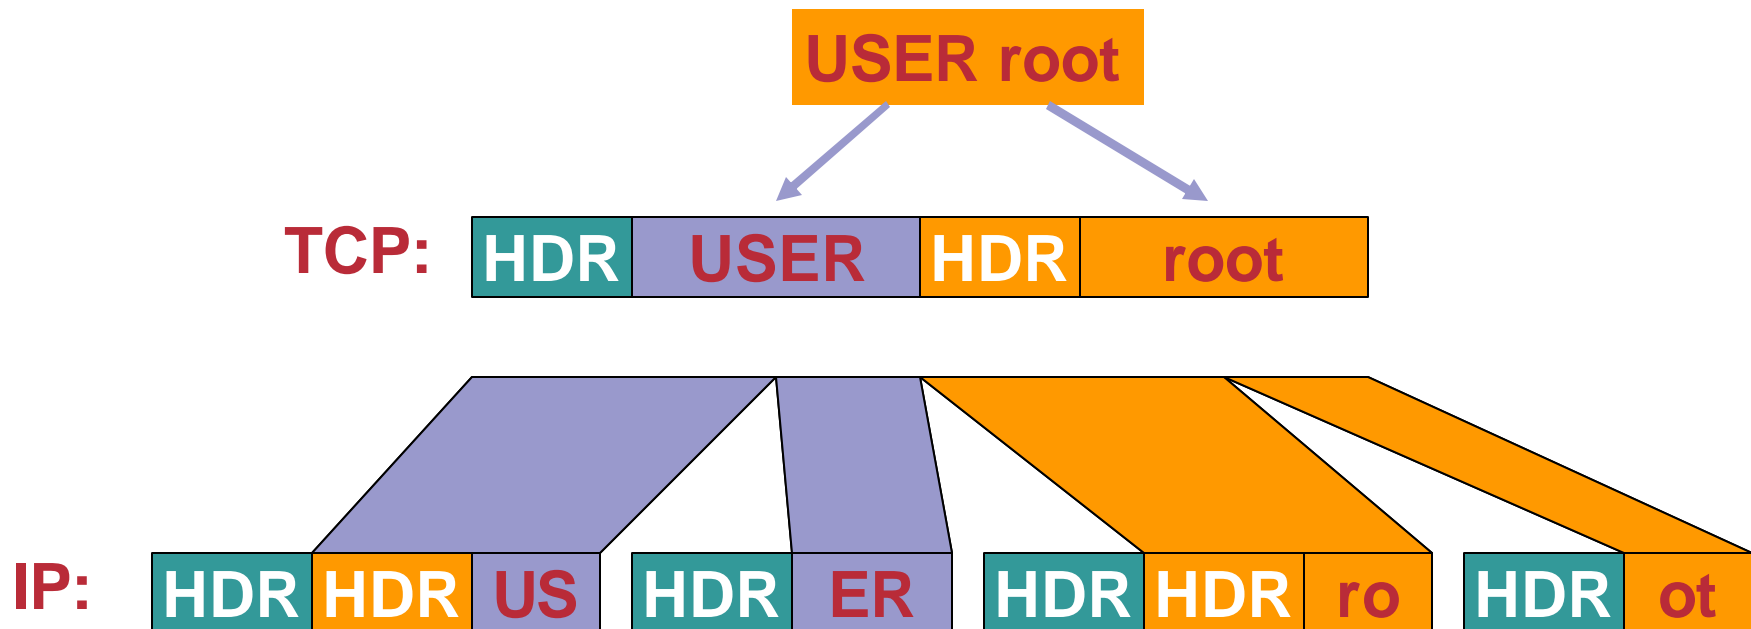 USER root
TCP: HDR USER HDR root
IP: HDR HDR US HDR ER HDR HDR ro HDR ot